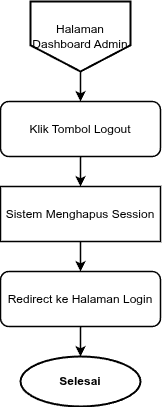 Halaman
Dashboard Admin
Klik Tombol Logout
Sistem Menghapus Session
Redirect ke Halaman Login
Selesai